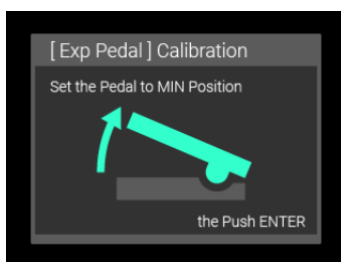 [ Exp Pedal ] Calibration
Set the Pedal to MIN Position
the Push ENTER